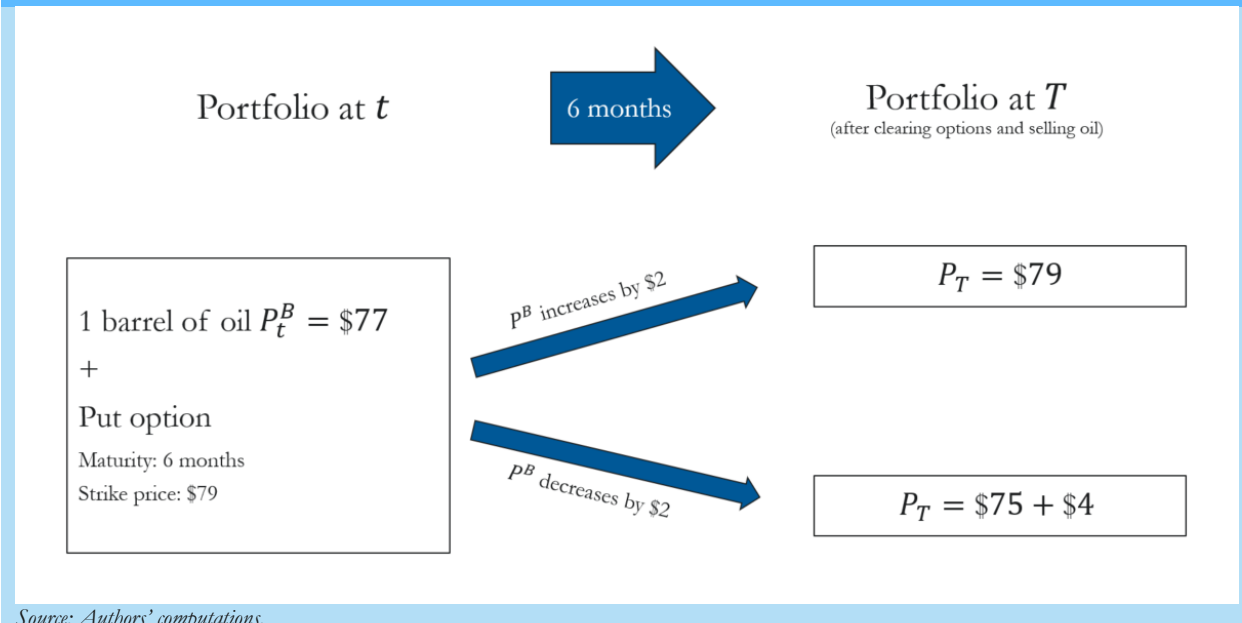 Portfolio at t
6 months
Portfolio at T
(after clearing options and selling oil)
1 barrel of oil P_t^B = $77
+
Put option
Maturity: 6 months
Strike price: $79
P^B increases by $2
P_T = $79
P^B decreases by $2
P_T = $75 + $4
Source: Authors' computations.